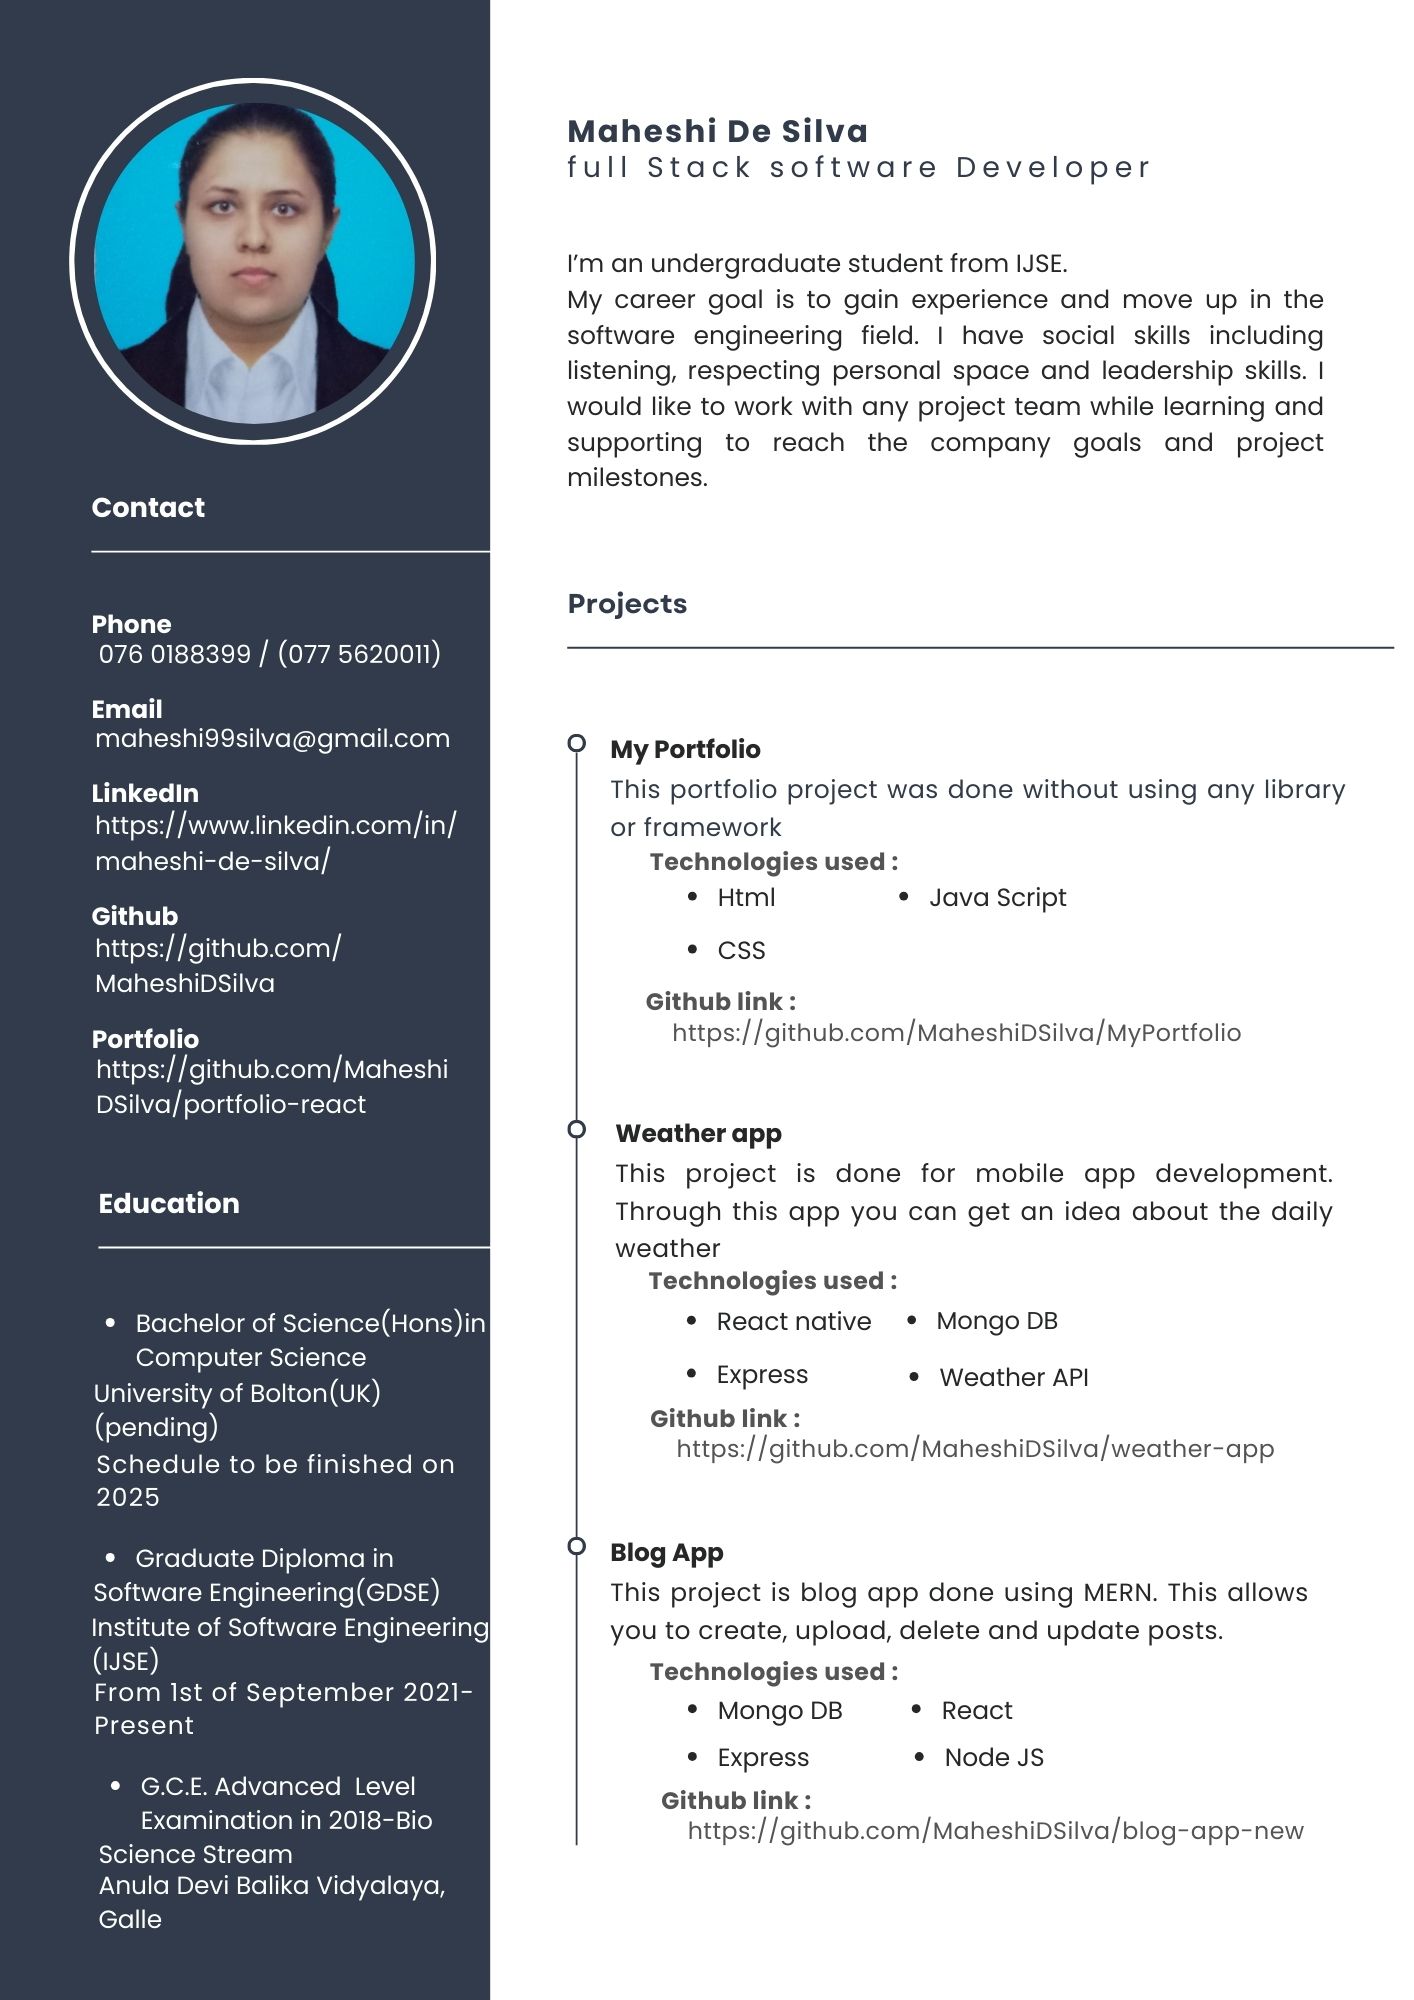 Maheshi De Silva
full Stack software Developer
I'm an undergraduate student from IJSE.
My career goal is to gain experience and move up in the
software engineering field. I have social skills including
listening, respecting personal space and leadership skills. I
would like to work with any project team while learning and
supporting to reach the company goals and project
milestones.
Contact
Phone
076 0188399 / (077 5620011)
Email
maheshi99silva@gmail.com
LinkedIn
https://www.linkedin.com/in/
maheshi-de-silva/
Github
https://github.com/
MaheshiDSilva
Portfolio
https://github.com/Maheshi
DSilva/portfolio-react
Education
• Bachelor of Science(Hons)in
Computer Science
University of Bolton(UK)
(pending)
Schedule to be finished on
2025
• Graduate Diploma in
Software Engineering(GDSE)
Institute of Software Engineering
(IJSE)
From 1st of September 2021-
Present
• G.C.E. Advanced Level
Examination in 2018-Bio
Science Stream
Anula Devi Balika Vidyalaya,
Galle
Projects
My Portfolio
This portfolio project was done without using any library
or framework
Technologies used :
• Html • Java Script
• CSS
Github link :
https://github.com/MaheshiDSilva/MyPortfolio
Weather app
This project is done for mobile app development.
Through this app you can get an idea about the daily
weather
Technologies used :
• React native • Mongo DB
• Express • Weather API
Github link :
https://github.com/MaheshiDSilva/weather-app
Blog App
This project is blog app done using MERN. This allows
you to create, upload, delete and update posts.
Technologies used :
• Mongo DB • React
• Express • Node JS
Github link :
https://github.com/MaheshiDSilva/blog-app-new